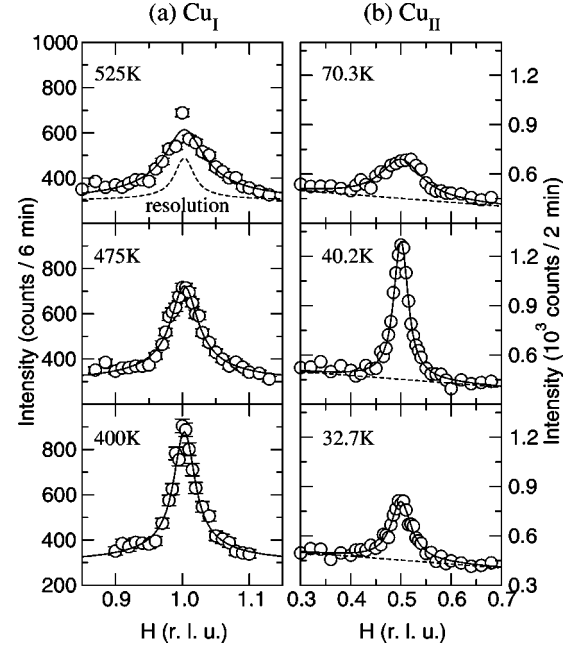 (a) Cu_I
(b) Cu_II
1000
800
600
400
525K
resolution
70.3K
1.2
0.9
0.6
800
600
400
475K
40.2K
1.2
0.9
0.6
800
600
400
200
400K
32.7K
1.2
0.9
0.6
0.3
Intensity (counts / 6 min)
Intensity (10³ counts / 2 min)
0.9 1.0 1.1
0.3 0.4 0.5 0.6 0.7
H (r. l. u.)
H (r. l. u.)